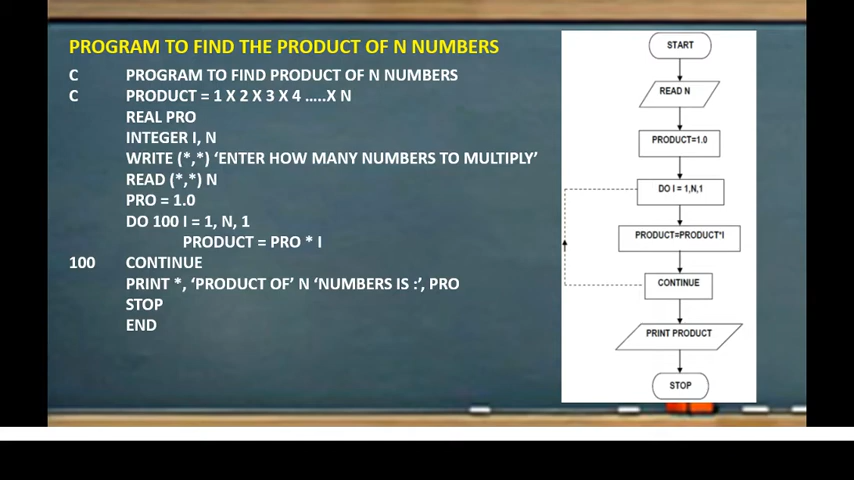 PROGRAM TO FIND THE PRODUCT OF N NUMBERS
C PROGRAM TO FIND PRODUCT OF N NUMBERS
C PRODUCT = 1 X 2 X 3 X 4 .....X N
REAL PRO
INTEGER I, N
WRITE (*,*) ‘ENTER HOW MANY NUMBERS TO MULTIPLY’
READ (*,*) N
PRO = 1.0
DO 100 I = 1, N, 1
PRODUCT = PRO * I
100 CONTINUE
PRINT *, ‘PRODUCT OF’ N ‘NUMBERS IS :’, PRO
STOP
END
START
READ N
PRODUCT=1.0
DO I = 1,N,1
PRODUCT=PRODUCT*I
CONTINUE
PRINT PRODUCT
STOP